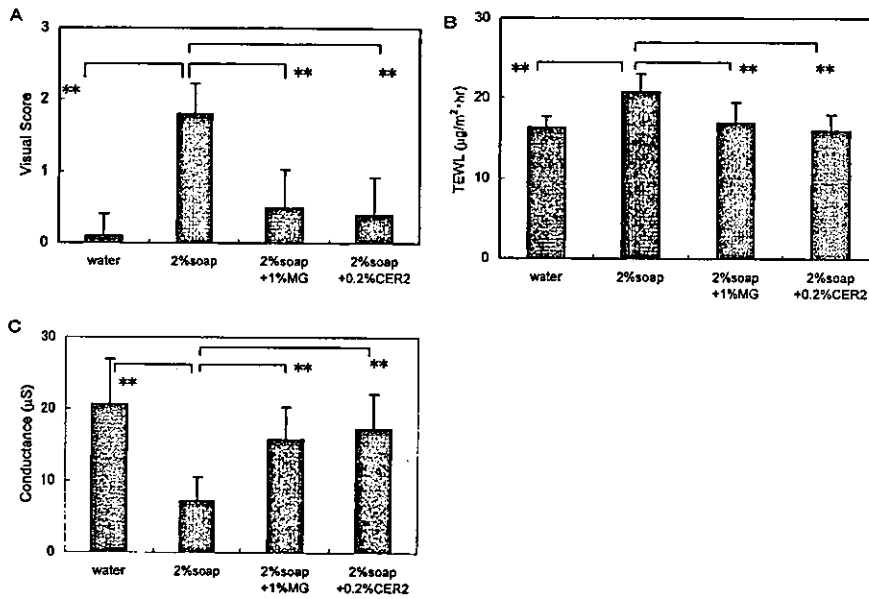 A
3
2
1
0
Visual Score
**
**
**
water
2%soap
2%soap
+1%MG
2%soap
+0.2%CER2
B
30
20
10
0
TEWL (µg/m²·hr)
**
**
**
water
2%soap
2%soap
+1%MG
2%soap
+0.2%CER2
C
30
20
10
0
Conductance (µS)
**
**
**
water
2%soap
2%soap
+1%MG
2%soap
+0.2%CER2